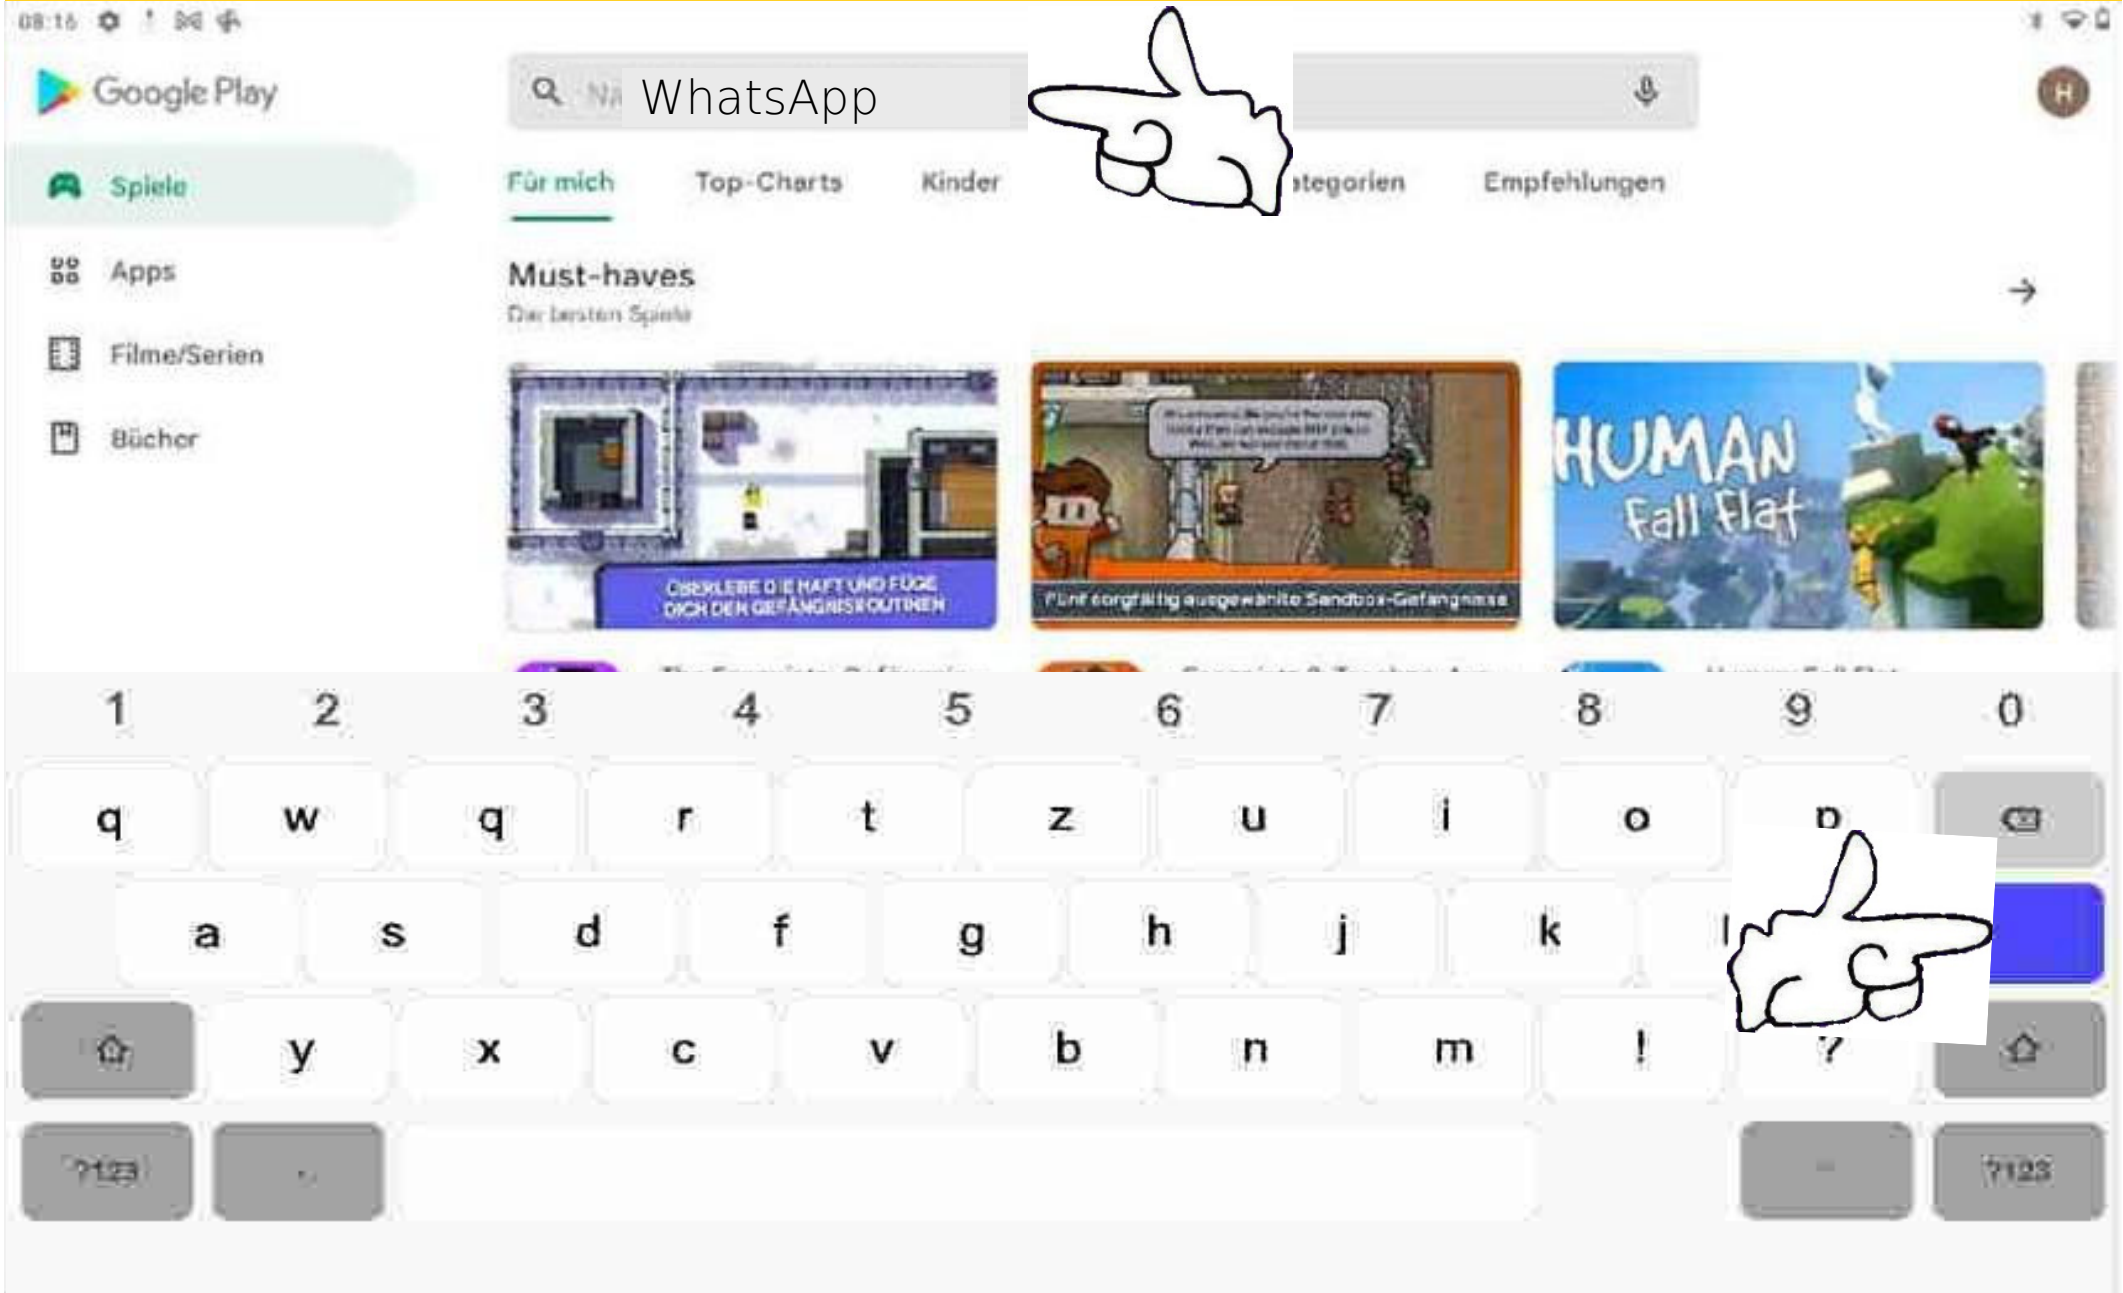 08:16
Google Play
WhatsApp
H
Spiele
Apps
Filme/Serien
Bücher
Für mich Top-Charts Kinder ategorien Empfehlungen
Must-haves
Die besten Spiele
ÜBERLEBE DIE HAFT UND FÜGE
DICH DEN GEFÄNGNISROUTINEN
Fünf sorgfältig ausgewählte Sandbox-Gefängnisse
HUMAN
Fall Flat
1 2 3 4 5 6 7 8 9 0
q w q r t z u i o p
a s d f g h j k l
y x c v b n m ! ?
?123 ?123